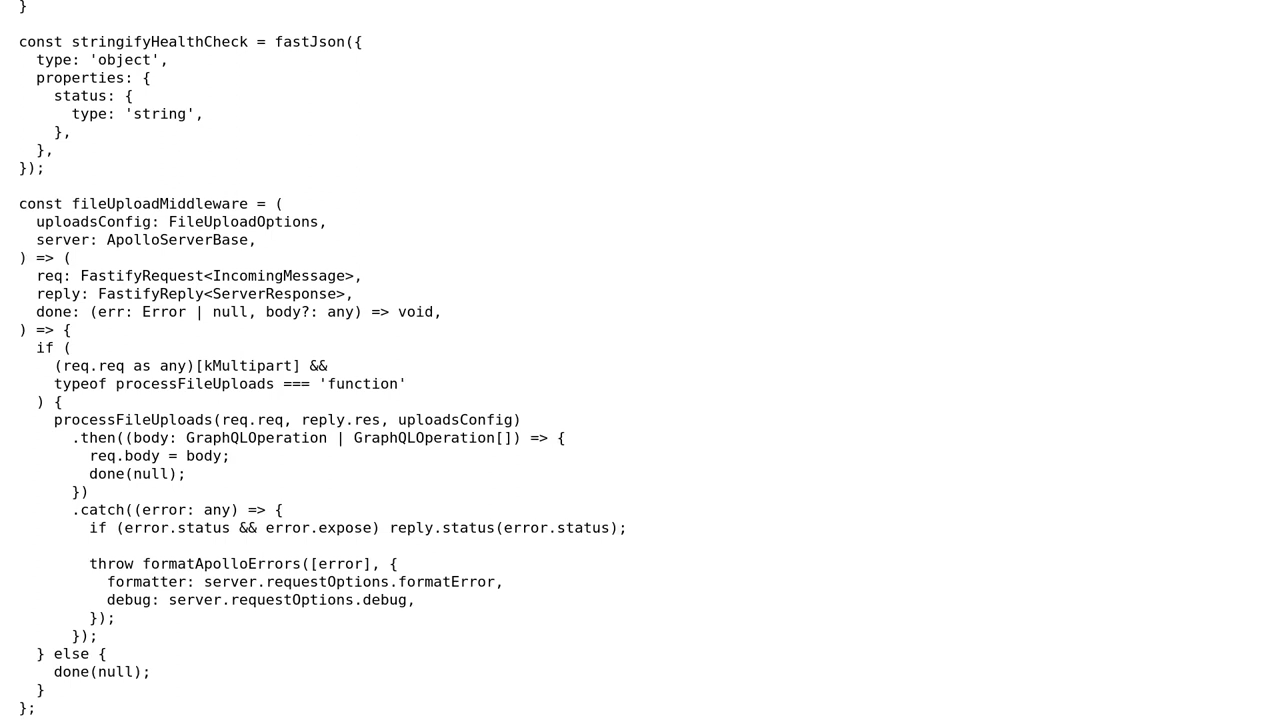 }

const stringifyHealthCheck = fastJson({
  type: 'object',
  properties: {
    status: {
      type: 'string',
    },
  },
});

const fileUploadMiddleware = (
  uploadsConfig: FileUploadOptions,
  server: ApolloServerBase,
) => (
  req: FastifyRequest<IncomingMessage>,
  reply: FastifyReply<ServerResponse>,
  done: (err: Error | null, body?: any) => void,
) => {
  if (
    (req.req as any)[kMultipart] &&
    typeof processFileUploads === 'function'
  ) {
    processFileUploads(req.req, reply.res, uploadsConfig)
      .then((body: GraphQLOperation | GraphQLOperation[]) => {
        req.body = body;
        done(null);
      })
      .catch((error: any) => {
        if (error.status && error.expose) reply.status(error.status);

        throw formatApolloErrors([error], {
          formatter: server.requestOptions.formatError,
          debug: server.requestOptions.debug,
        });
      });
  } else {
    done(null);
  }
};